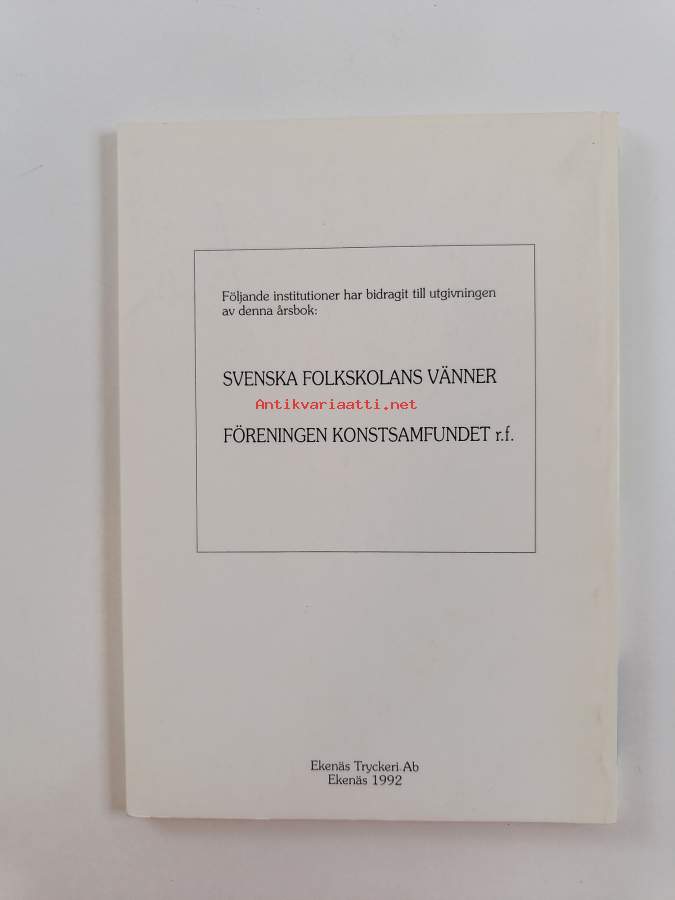 Följande institutioner har bidragit till utgivningen
av denna årsbok:
SVENSKA FOLKSKOLANS VÄNNER
Antikvariaatti.net
FÖRENINGEN KONSTSAMFUNDET r.f.
Ekenäs Tryckeri Ab
Ekenäs 1992